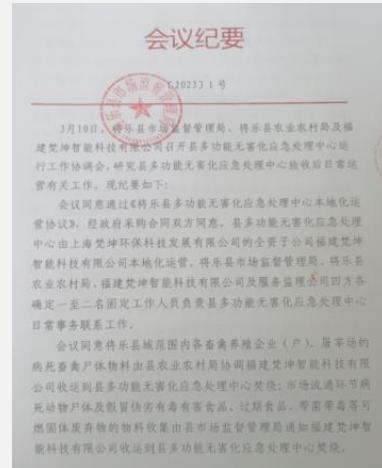 会议纪要
〔2023〕1号
3月10日，将乐县市场监督管理局、将乐县农业农村局及福
建梵坤智能科技有限公司召开县多功能无害化应急处理中心运
行工作协调会，研究县多功能无害化应急处理中心验收后日常运
营有关工作。现纪要如下：
会议同意通过《将乐县多功能无害化应急处理中心本地化运
营协议》，经政府采购合同双方同意，县多功能无害化应急处理
中心由上海梵坤环保科技发展有限公司的全资子公司福建梵坤
智能科技有限公司本地化运营。将乐县市场监督管理局、将乐县
农业农村局、福建梵坤智能科技有限公司及服务监理公司四方各
确定一至二名固定工作人员负责县多功能无害化应急处理中心
日常事务联系工作。
会议同意将乐县域范围内各畜禽养殖企业（户）、屠宰场的
病死畜禽尸体物料由县农业农村局协调福建梵坤智能科技有限
公司收运到县多功能无害化应急处理中心焚烧；市场流通环节病
死动物尸体及假冒伪劣有毒有害食品、过期食品、带菌带毒等可
燃固体废弃物的物料收集由县市场监督管理局通知福建梵坤智
能科技有限公司收运到县多功能无害化应急处理中心焚烧。